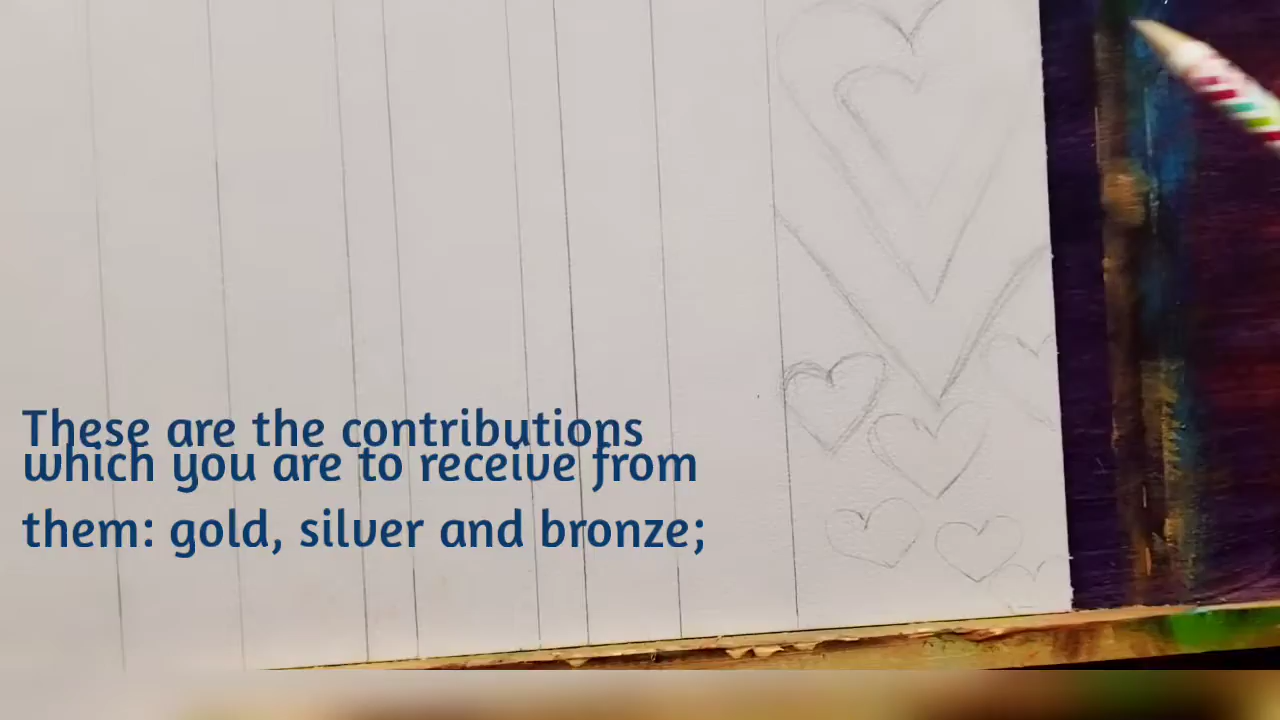 These are the contributions
which you are to receive from
them: gold, silver and bronze;